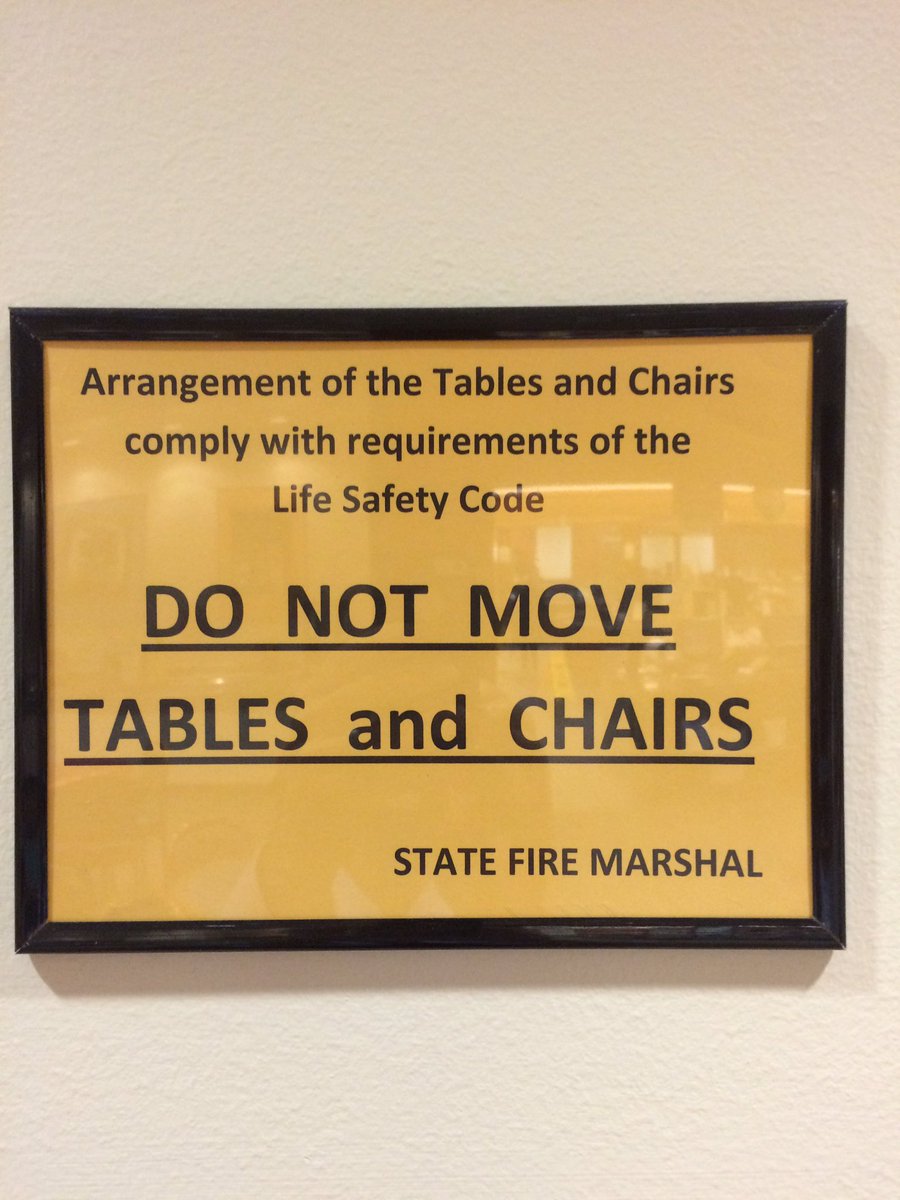 Arrangement of the Tables and Chairs
comply with requirements of the
Life Safety Code
DO NOT MOVE
TABLES and CHAIRS
STATE FIRE MARSHAL